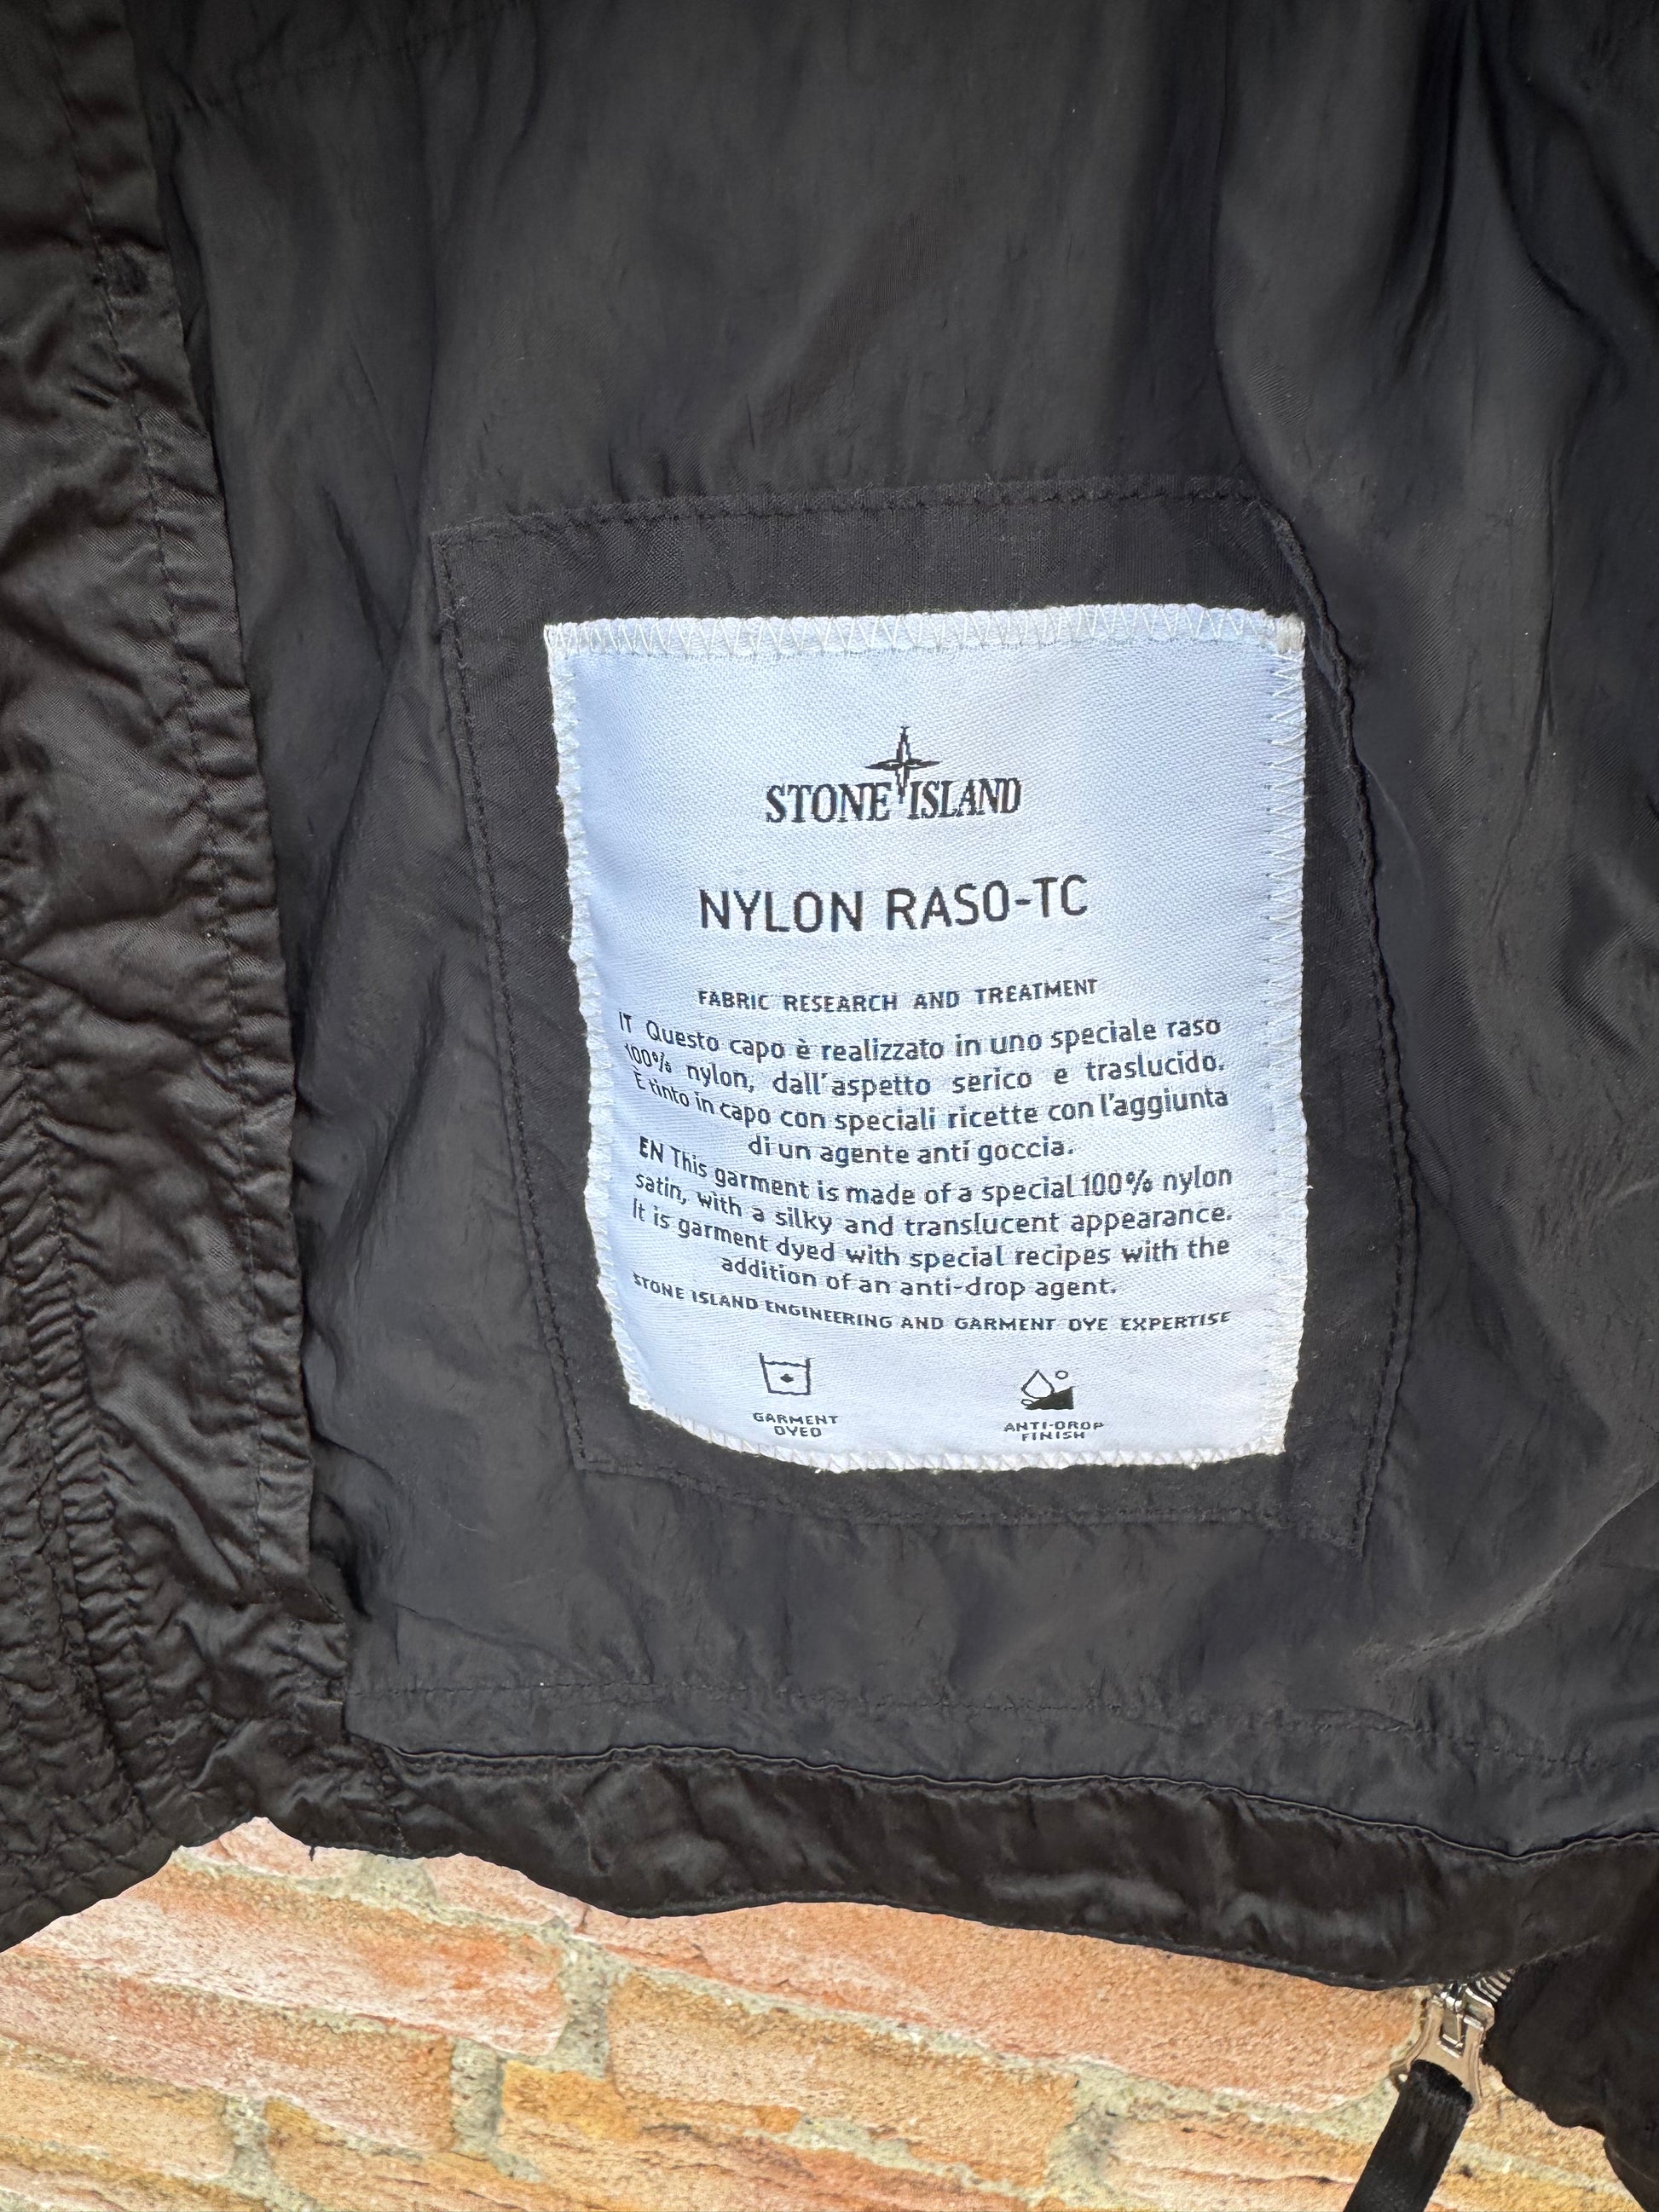 STONE ISLAND
NYLON RASO-TC
FABRIC RESEARCH AND TREATMENT
IT Questo capo è realizzato in uno speciale raso
100% nylon, dall'aspetto serico e traslucido.
È tinto in capo con speciali ricette con l'aggiunta
di un agente anti goccia.
EN This garment is made of a special 100% nylon
satin, with a silky and translucent appearance.
It is garment dyed with special recipes with the
addition of an anti-drop agent.
STONE ISLAND ENGINEERING AND GARMENT DYE EXPERTISE
GARMENT
DYED
ANTI-DROP
FINISH